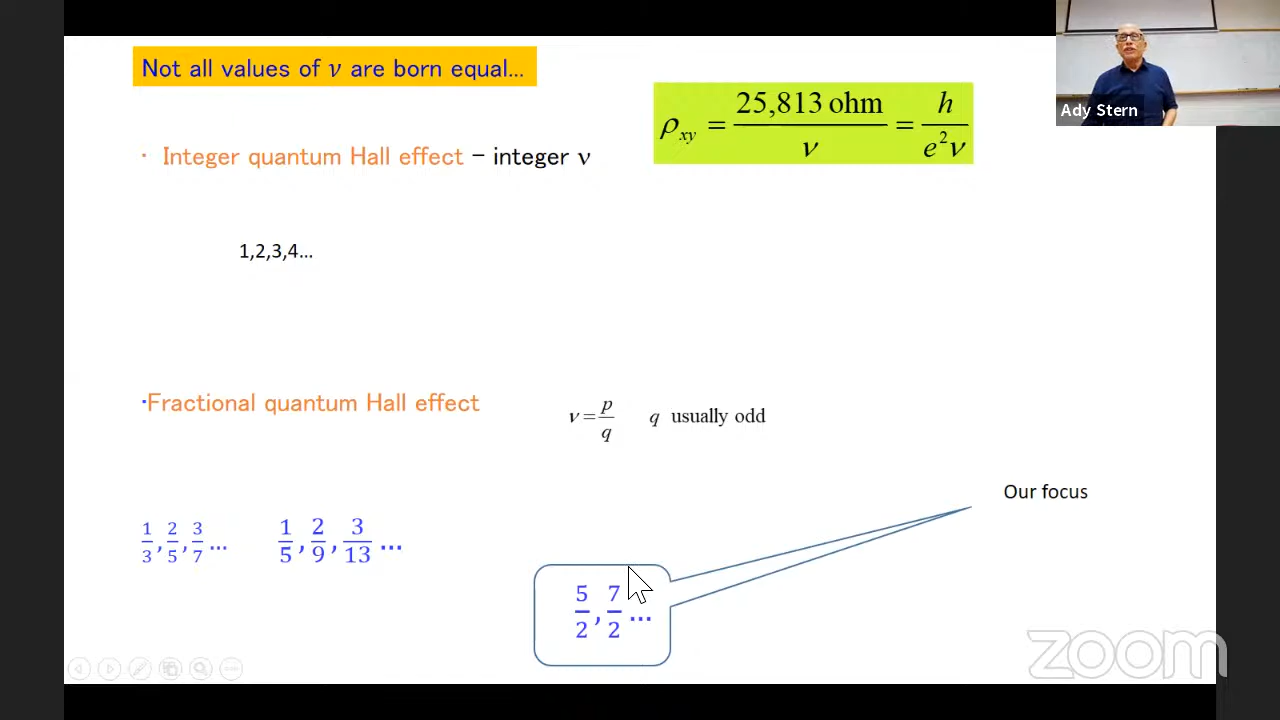 Not all values of ν are born equal...
ρxy = 25,813 ohm / ν = h / e²ν
Ady Stern
· Integer quantum Hall effect – integer ν
1,2,3,4...
·Fractional quantum Hall effect
ν = p/q q usually odd
Our focus
1/3, 2/5, 3/7 ... 1/5, 2/9, 3/13 ...
5/2, 7/2 ...
zoom